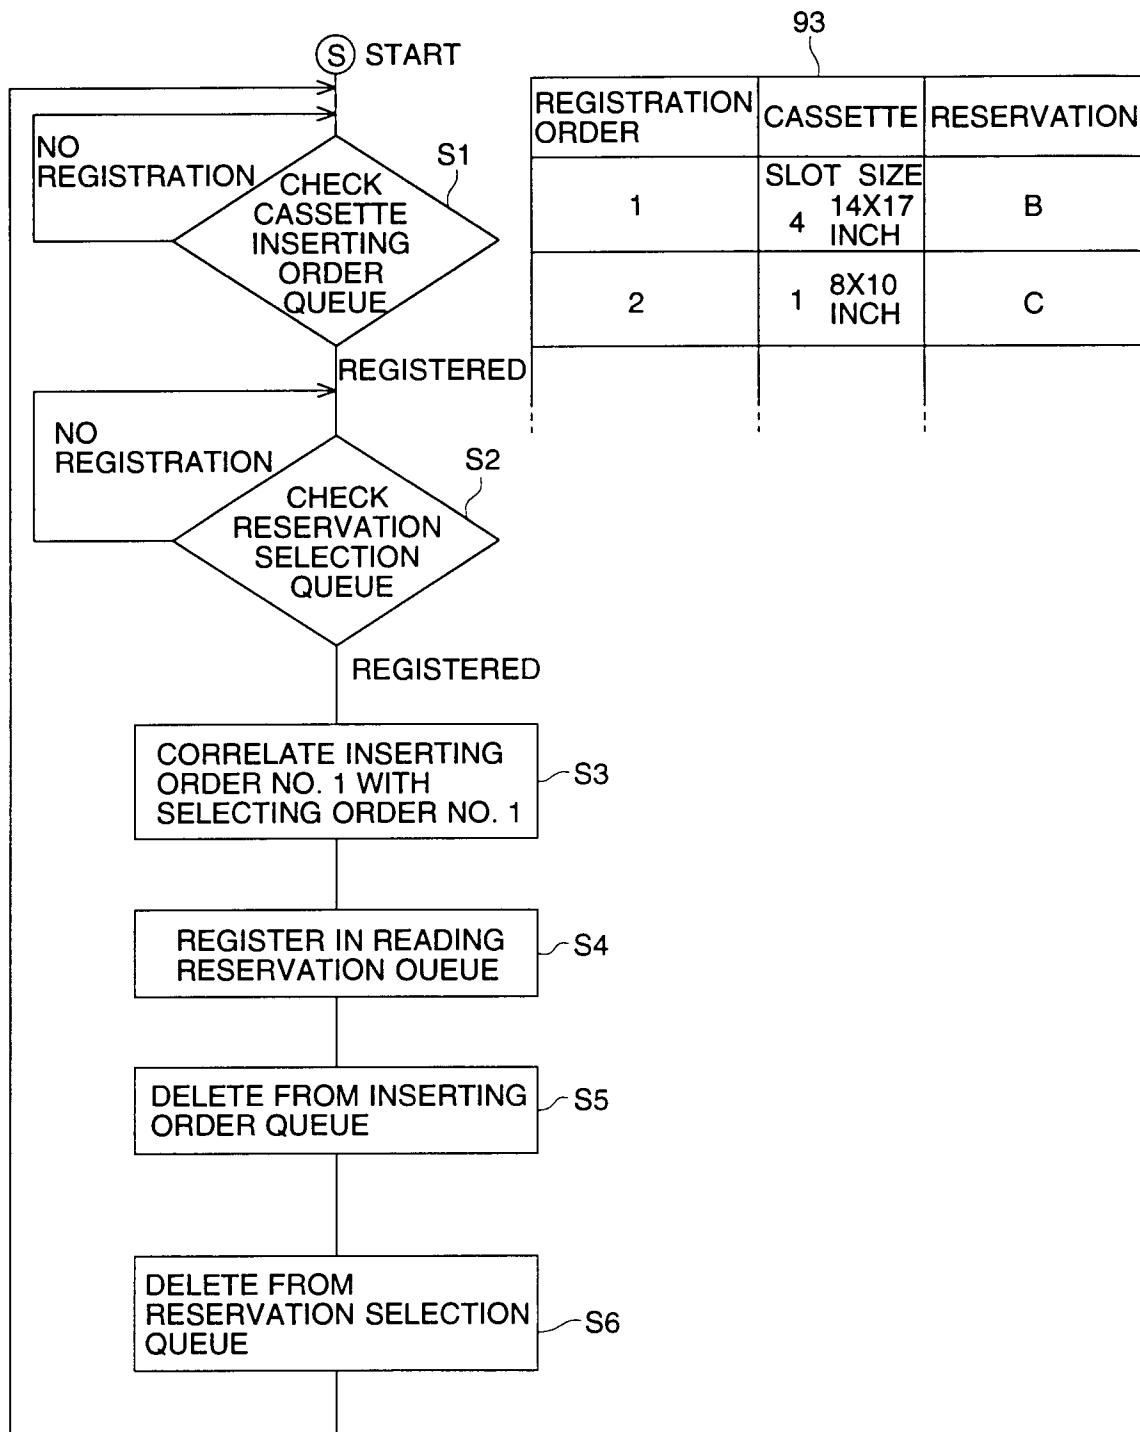 93
S START
REGISTRATION
ORDER
CASSETTE
RESERVATION
1
SLOT SIZE
4 14X17
INCH
B
2
1 8X10
INCH
C
NO
REGISTRATION
S1
CHECK
CASSETTE
INSERTING
ORDER
QUEUE
REGISTERED
NO
REGISTRATION
S2
CHECK
RESERVATION
SELECTION
QUEUE
REGISTERED
CORRELATE INSERTING
ORDER NO. 1 WITH
SELECTING ORDER NO. 1
S3
REGISTER IN READING
RESERVATION OUEUE
S4
DELETE FROM INSERTING
ORDER QUEUE
S5
DELETE FROM
RESERVATION SELECTION
QUEUE
S6